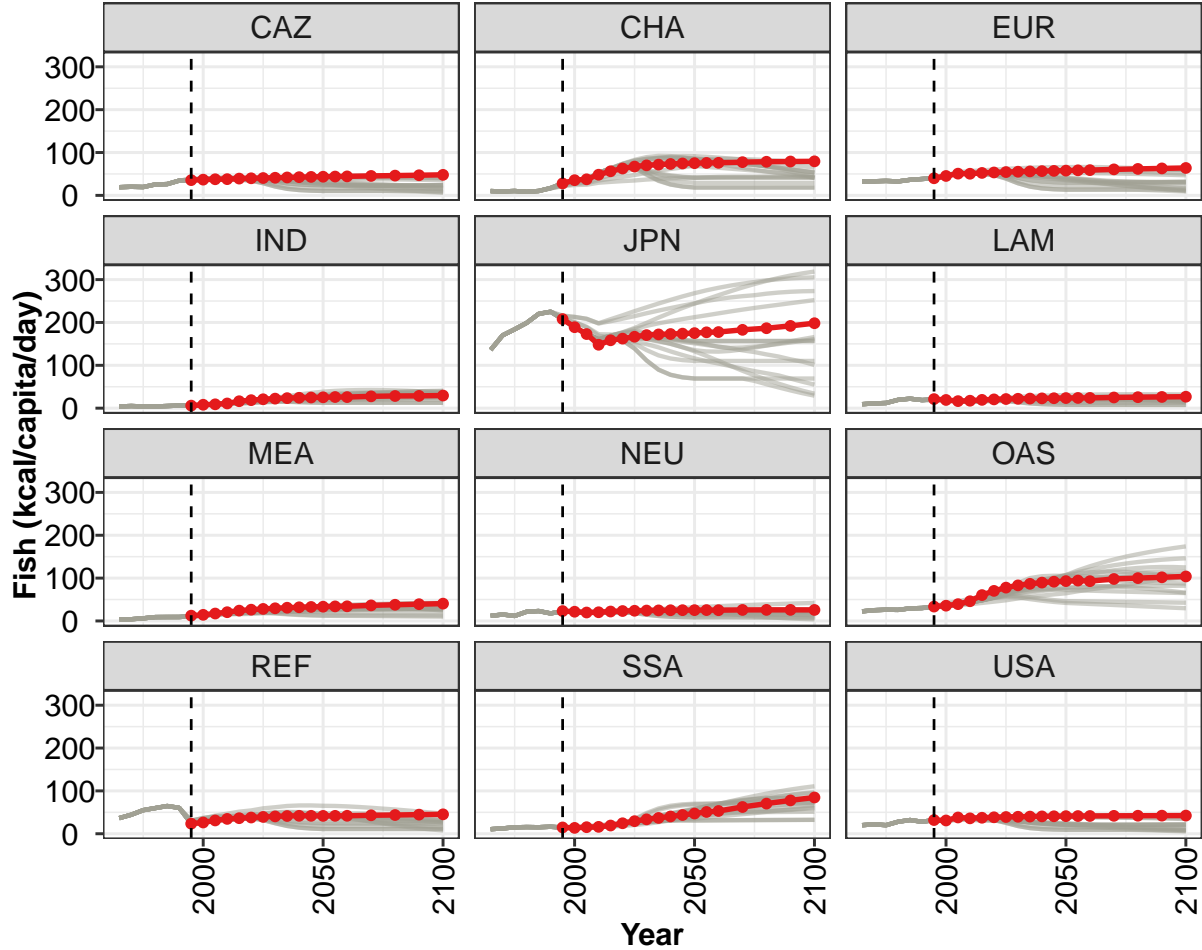 CAZ CHA EUR
300
200
100
0
IND JPN LAM
300
200
100
0
MEA NEU OAS
300
200
100
0
REF SSA USA
300
200
100
0
2000 2050 2100 2000 2050 2100 2000 2050 2100
Year
Fish (kcal/capita/day)